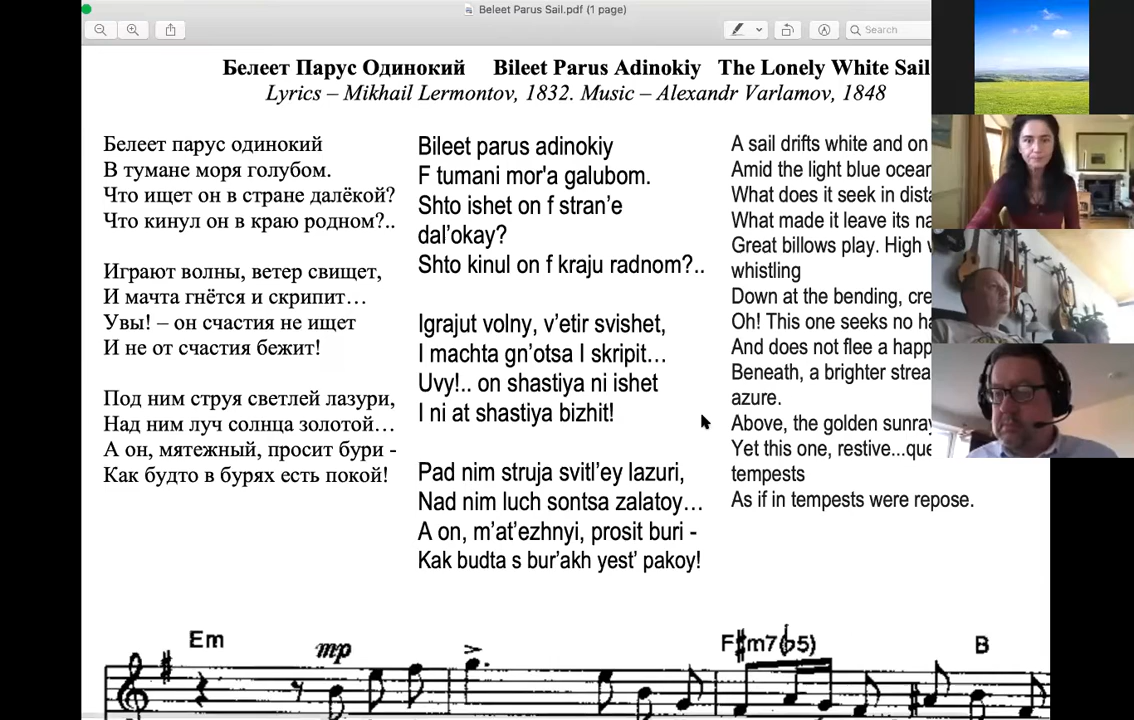 Beleet Parus Sail.pdf (1 page)
Search
Белеет Парус Одинокий Bileet Parus Adinokiy The Lonely White Sail
Lyrics – Mikhail Lermontov, 1832. Music – Alexandr Varlamov, 1848
Белеет парус одинокий
В тумане моря голубом.
Что ищет он в стране далёкой?
Что кинул он в краю родном?..
Играют волны, ветер свищет,
И мачта гнётся и скрипит…
Увы! – он счастия не ищет
И не от счастия бежит!
Под ним струя светлей лазури,
Над ним луч солнца золотой…
А он, мятежный, просит бури -
Как будто в бурях есть покой!
Bileet parus adinokiy
F tumani mor'a galubom.
Shto ishet on f stran'e
dal'okay?
Shto kinul on f kraju radnom?..
Igrajut volny, v'etir svishet,
I machta gn'otsa I skripit…
Uvy!.. on shastiya ni ishet
I ni at shastiya bizhit!
Pad nim struja svitl'ey lazuri,
Nad nim luch sontsa zalatoy…
A on, m'at'ezhnyi, prosit buri -
Kak budta s bur'akh yest' pakoy!
A sail drifts white and on
Amid the light blue ocear
What does it seek in dista
What made it leave its na
Great billows play. High
whistling
Down at the bending, cre
Oh! This one seeks no ha
And does not flee a happ
Beneath, a brighter strea
azure.
Above, the golden sunray
Yet this one, restive...que
tempests
As if in tempests were repose.
Em
mp
F#m7(b5)
B